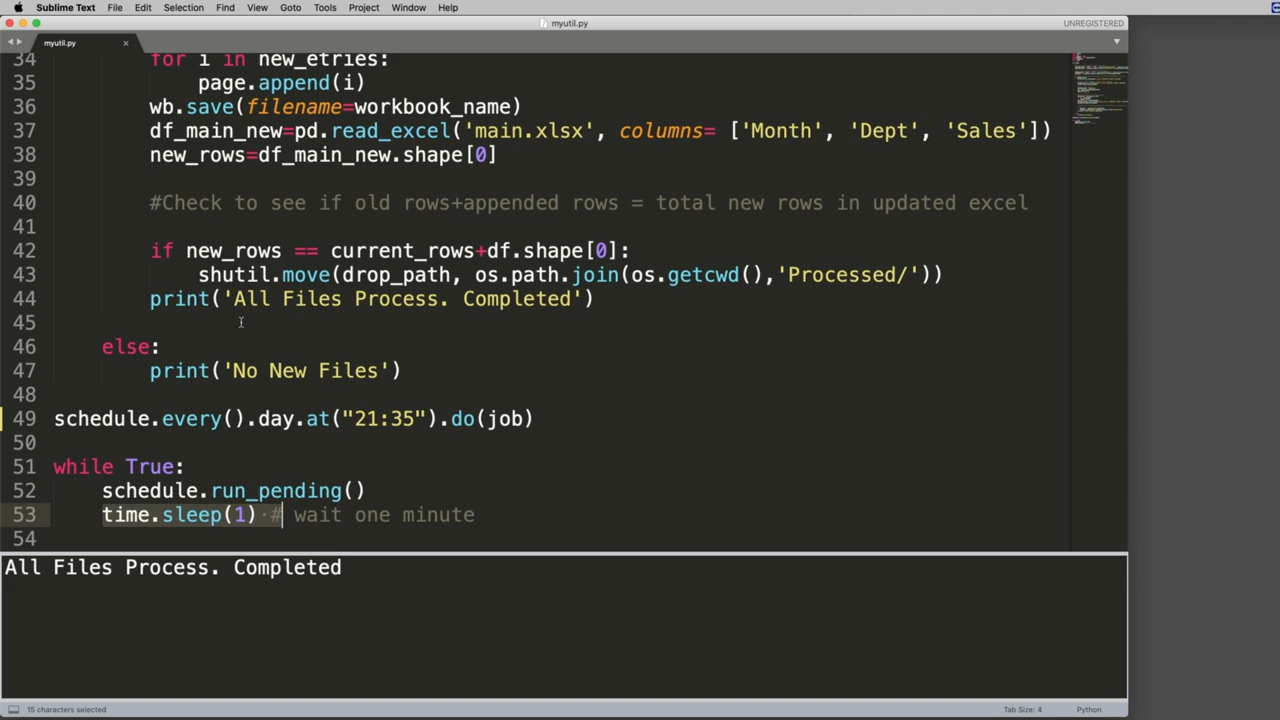 Sublime Text File Edit Selection Find View Goto Tools Project Window Help
myutil.py UNREGISTERED
myutil.py ×
34 for i in new_etries:
35 page.append(i)
36 wb.save(filename=workbook_name)
37 df_main_new=pd.read_excel('main.xlsx', columns= ['Month', 'Dept', 'Sales'])
38 new_rows=df_main_new.shape[0]
39
40 #Check to see if old rows+appended rows = total new rows in updated excel
41
42 if new_rows == current_rows+df.shape[0]:
43 shutil.move(drop_path, os.path.join(os.getcwd(),'Processed/'))
44 print('All Files Process. Completed')
45
46 else:
47 print('No New Files')
48
49 schedule.every().day.at("21:35").do(job)
50
51 while True:
52 schedule.run_pending()
53 time.sleep(1) # wait one minute
54
All Files Process. Completed
15 characters selected Tab Size: 4 Python